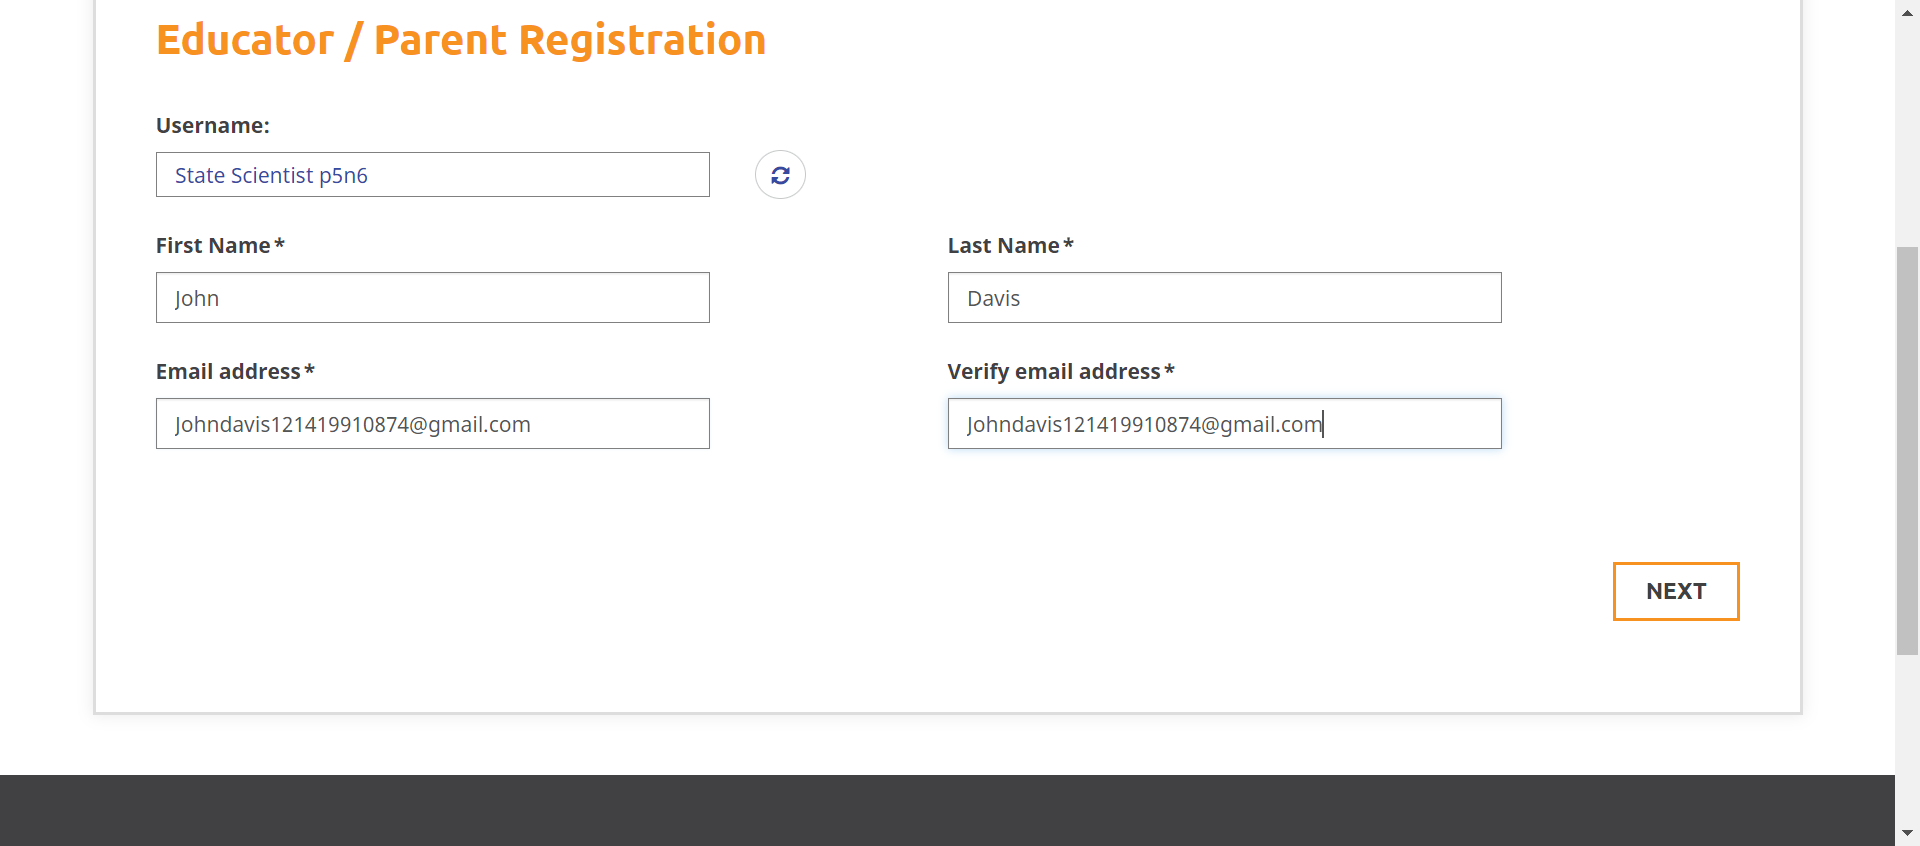 Educator / Parent Registration
Username:
State Scientist p5n6
First Name*
Last Name*
John
Davis
Email address*
Verify email address*
Johndavis121419910874@gmail.com
Johndavis121419910874@gmail.com
NEXT